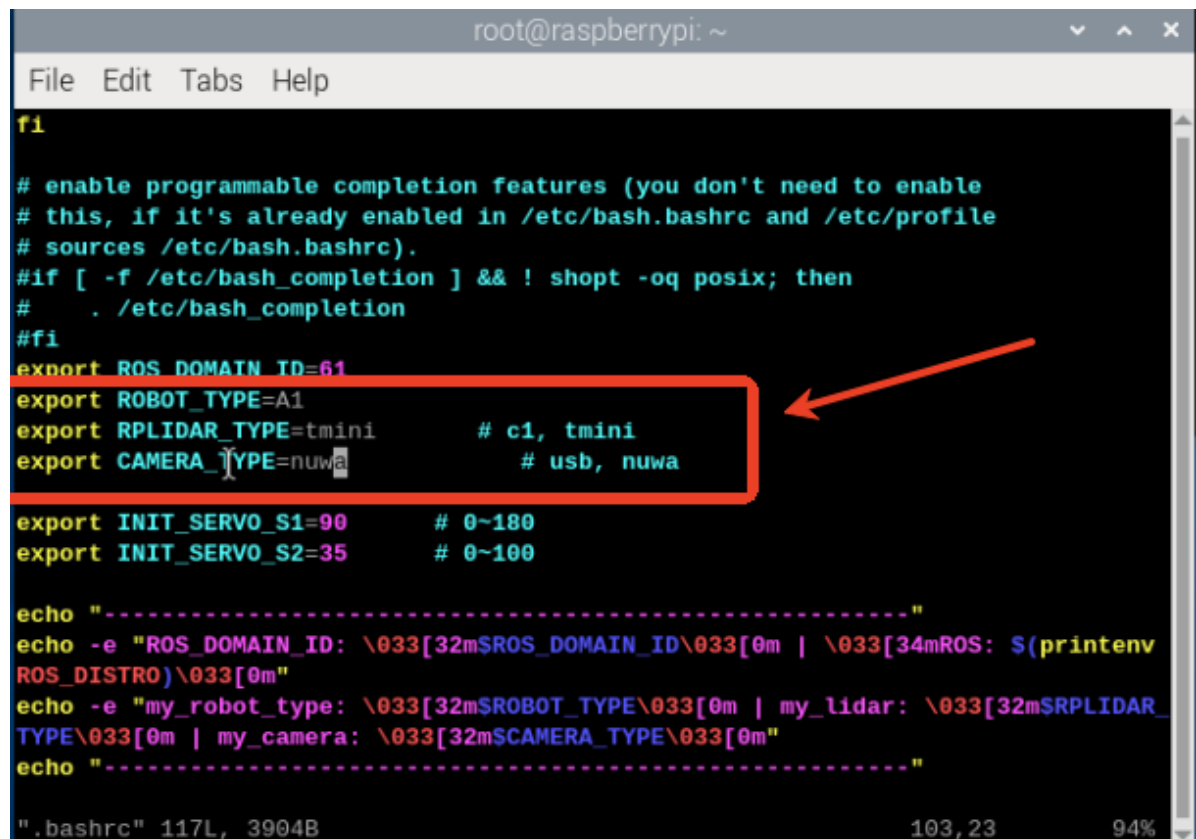 root@raspberrypi: ~
File Edit Tabs Help
fi
# enable programmable completion features (you don't need to enable
# this, if it's already enabled in /etc/bash.bashrc and /etc/profile
# sources /etc/bash.bashrc).
#if [ -f /etc/bash_completion ] && ! shopt -oq posix; then
#    . /etc/bash_completion
#fi
export ROS_DOMAIN_ID=61
export ROBOT_TYPE=A1
export RPLIDAR_TYPE=tmini       # c1, tmini
export CAMERA_TYPE=nuwa            # usb, nuwa
export INIT_SERVO_S1=90      # 0~180
export INIT_SERVO_S2=35      # 0~100
echo "--------------------------------------------------------"
echo -e "ROS_DOMAIN_ID: \033[32m$ROS_DOMAIN_ID\033[0m | \033[34mROS: $(printenv
ROS_DISTRO)\033[0m"
echo -e "my_robot_type: \033[32m$ROBOT_TYPE\033[0m | my_lidar: \033[32m$RPLIDAR_
TYPE\033[0m | my_camera: \033[32m$CAMERA_TYPE\033[0m"
echo "--------------------------------------------------------"
".bashrc" 117L, 3904B                                         103,23        94%